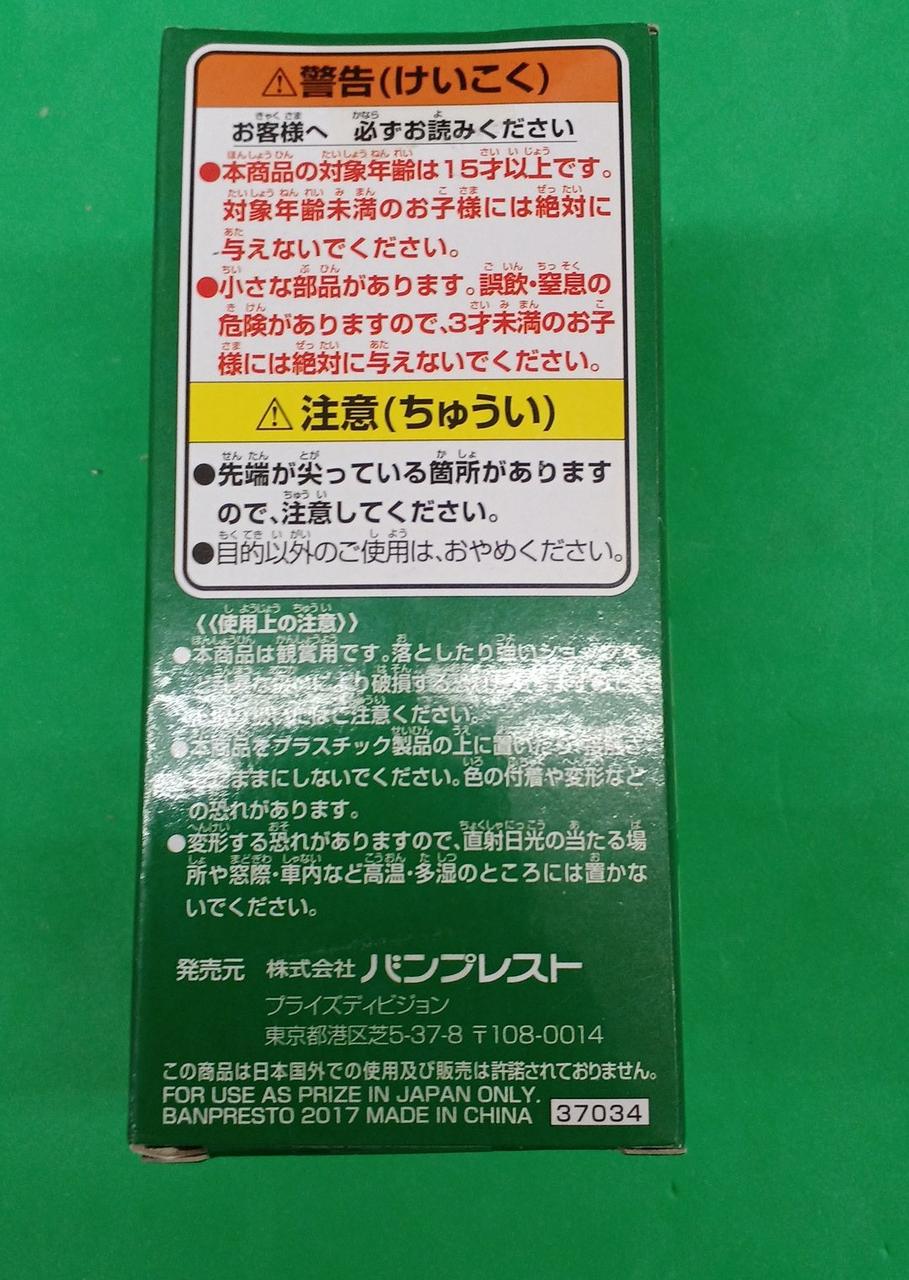 ⚠警告(けいこく)
お客様へ 必ずお読みください
●本商品の対象年齢は15才以上です。
対象年齢未満のお子様には絶対に
与えないでください。
●小さな部品があります。誤飲・窒息の
危険がありますので、3才未満のお子
様には絶対に与えないでください。
⚠注意(ちゅうい)
●先端が尖っている箇所があります
ので、注意してください。
●目的以外のご使用は、おやめください。
《使用上の注意》
●本商品は観賞用です。落としたり強い
破損する
ご注意ください。
●本商品をプラスチック製品の上に置いたり
ままにしないでください。色の付着や変形など
の恐れがあります。
●変形する恐れがありますので、直射日光の当たる場
所や窓際・車内など高温・多湿のところには置かな
いでください。
発売元 株式会社 バンプレスト
プライズディビジョン
東京都港区芝5-37-8 〒108-0014
この商品は日本国外での使用及び販売は許諾されておりません。
FOR USE AS PRIZE IN JAPAN ONLY.
BANPRESTO 2017 MADE IN CHINA 37034